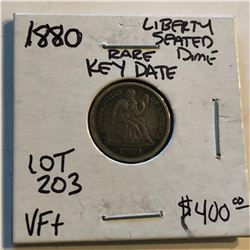 1880
LIBERTY
SEATED
DIME
RARE
KEY DATE
LOT
203
VF+
$400.00